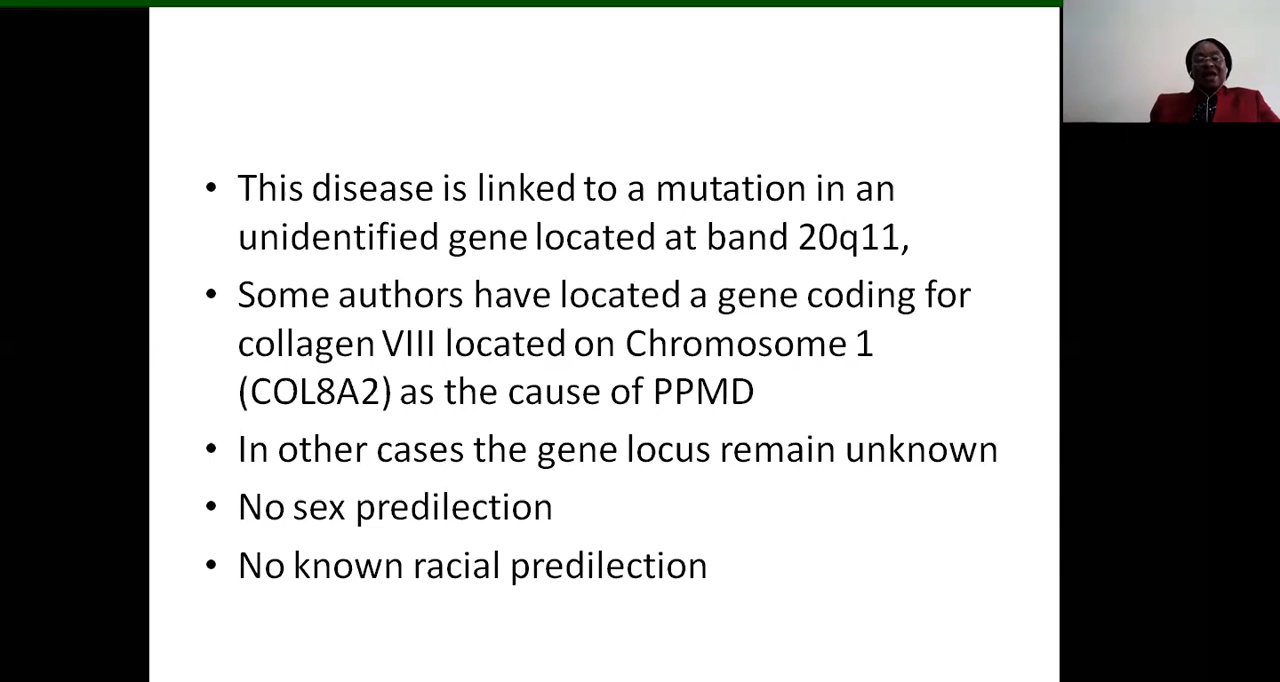 • This disease is linked to a mutation in an
unidentified gene located at band 20q11,
• Some authors have located a gene coding for
collagen VIII located on Chromosome 1
(COL8A2) as the cause of PPMD
• In other cases the gene locus remain unknown
• No sex predilection
• No known racial predilection